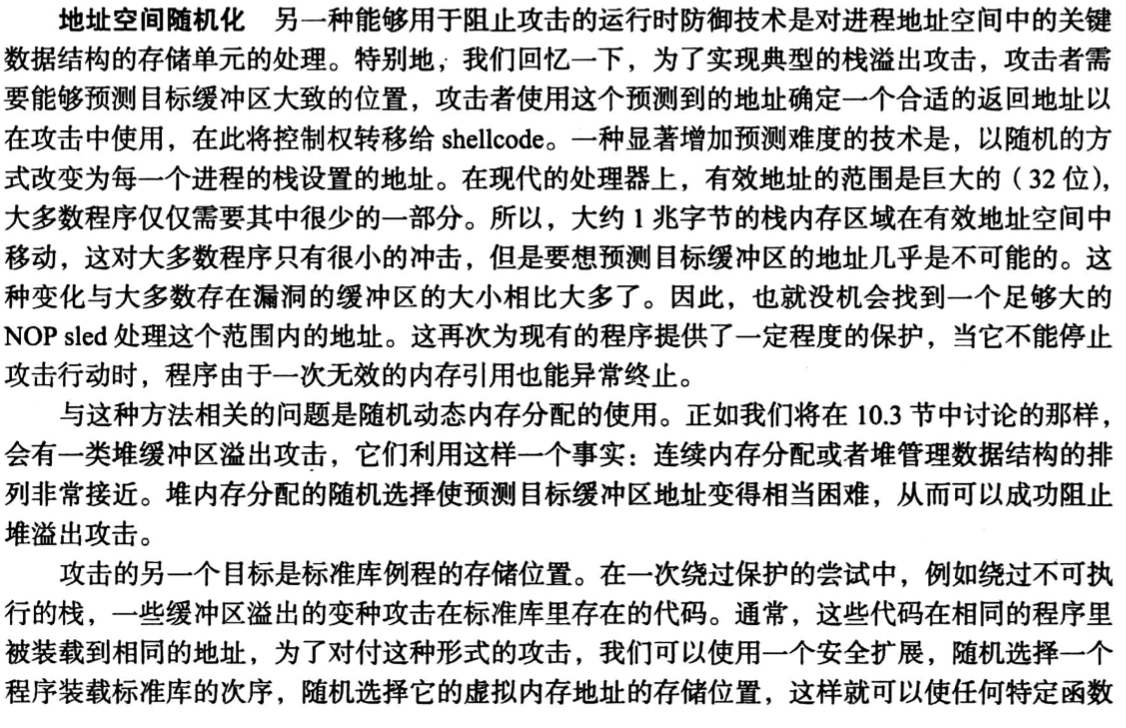 地址空间随机化 另一种能够用于阻止攻击的运行时防御技术是对进程地址空间中的关键
数据结构的存储单元的处理。特别地，我们回忆一下，为了实现典型的栈溢出攻击，攻击者需
要能够预测目标缓冲区大致的位置，攻击者使用这个预测到的地址确定一个合适的返回地址以
在攻击中使用，在此将控制权转移给 shellcode。一种显著增加预测难度的技术是，以随机的方
式改变为每一个进程的栈设置的地址。在现代的处理器上，有效地址的范围是巨大的（32 位），
大多数程序仅仅需要其中很少的一部分。所以，大约 1 兆字节的栈内存区域在有效地址空间中
移动，这对大多数程序只有很小的冲击，但是要想预测目标缓冲区的地址几乎是不可能的。这
种变化与大多数存在漏洞的缓冲区的大小相比大多了。因此，也就没机会找到一个足够大的
NOP sled 处理这个范围内的地址。这再次为现有的程序提供了一定程度的保护，当它不能停止
攻击行动时，程序由于一次无效的内存引用也能异常终止。
与这种方法相关的问题是随机动态内存分配的使用。正如我们将在 10.3 节中讨论的那样，
会有一类堆缓冲区溢出攻击，它们利用这样一个事实：连续内存分配或者堆管理数据结构的排
列非常接近。堆内存分配的随机选择使预测目标缓冲区地址变得相当困难，从而可以成功阻止
堆溢出攻击。
攻击的另一个目标是标准库例程的存储位置。在一次绕过保护的尝试中，例如绕过不可执
行的栈，一些缓冲区溢出的变种攻击在标准库里存在的代码。通常，这些代码在相同的程序里
被装载到相同的地址，为了对付这种形式的攻击，我们可以使用一个安全扩展，随机选择一个
程序装载标准库的次序，随机选择它的虚拟内存地址的存储位置，这样就可以使任何特定函数